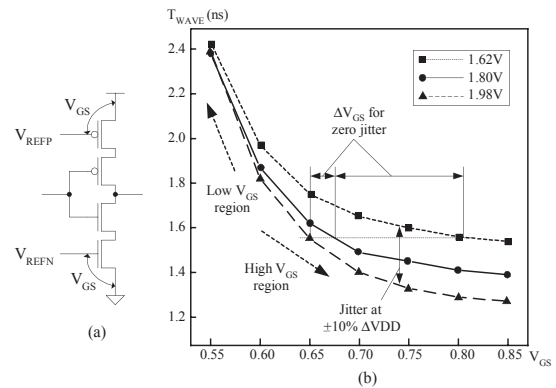 (a)
V_GS
V_REFP
V_REFN
V_GS
(a)
T_WAVE (ns)
2.4
2.2
2.0
1.8
1.6
1.4
1.2
0.55 0.60 0.65 0.70 0.75 0.80 0.85 V_GS
1.62V
1.80V
1.98V
ΔV_GS for
zero jitter
Low V_GS
region
High V_GS
region
Jitter at
±10% ΔVDD
(b)